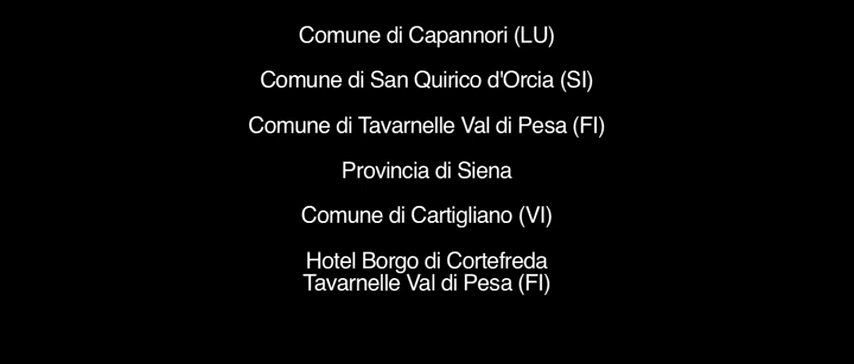 Comune di Capannori (LU)
Comune di San Quirico d'Orcia (SI)
Comune di Tavarnelle Val di Pesa (FI)
Provincia di Siena
Comune di Cartigliano (VI)
Hotel Borgo di Cortefreda
Tavarnelle Val di Pesa (FI)